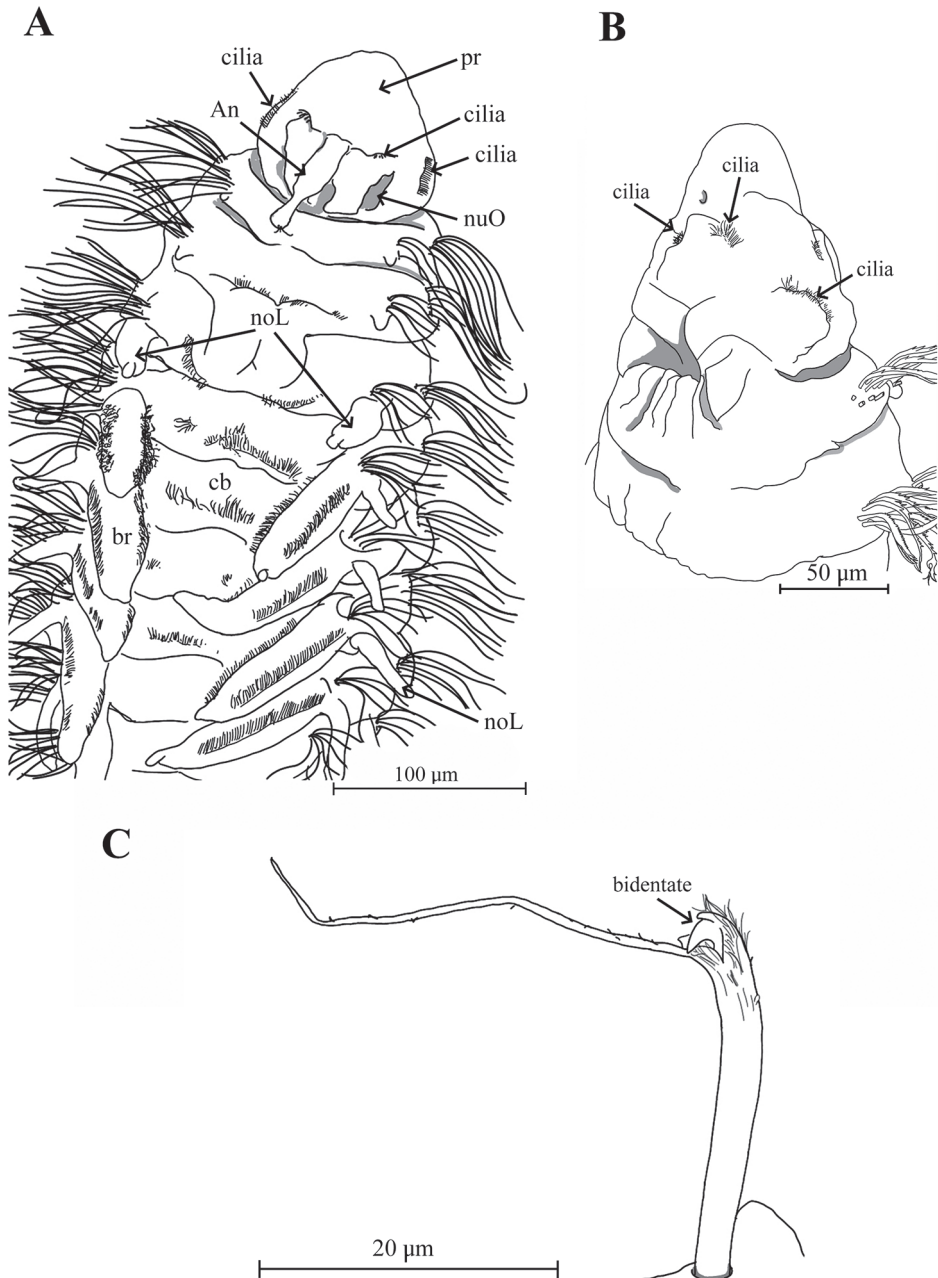 A
B
cilia
pr
An
cilia
cilia
nuO
cilia
cilia
cilia
noL
cb
br
noL
50 µm
100 µm
C
bidentate
20 µm